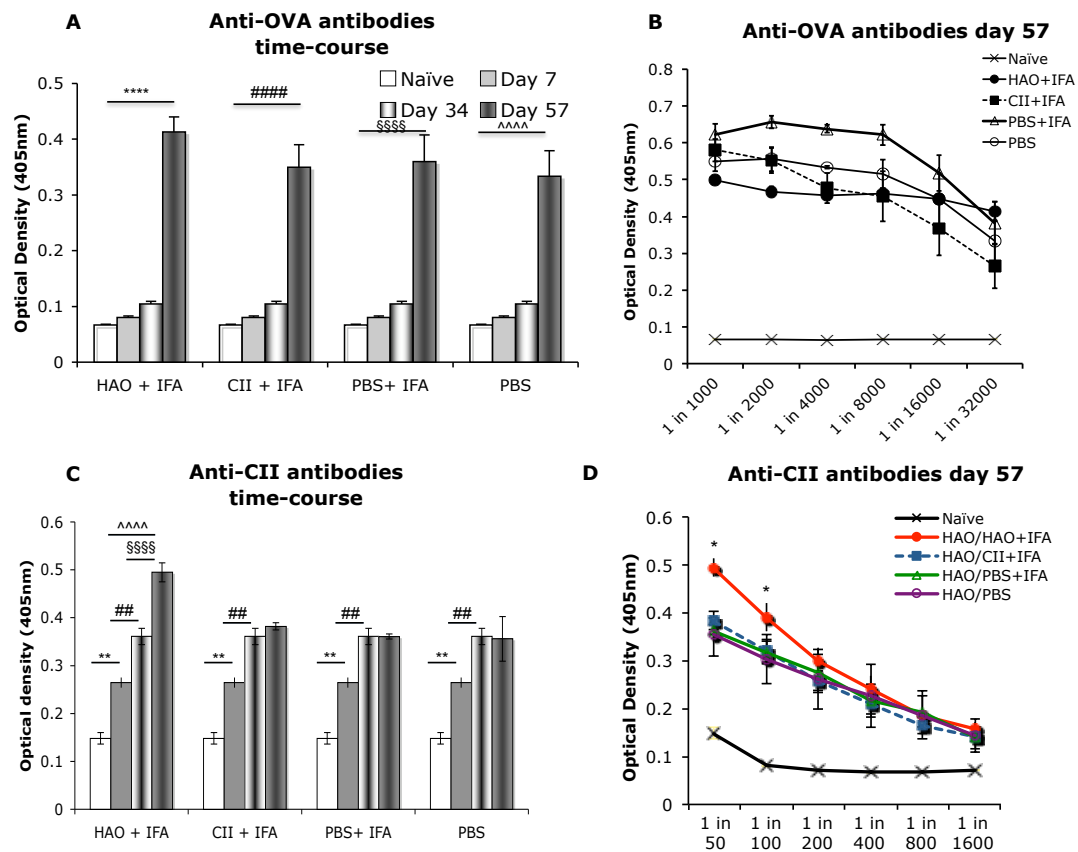 A
Anti-OVA antibodies
time-course
Optical Density (405nm)
0.5
0.4
0.3
0.2
0.1
0
Naïve
Day 7
Day 34
Day 57
****
####
§§§§
^^^^
HAO + IFA
CII + IFA
PBS+ IFA
PBS
B
Anti-OVA antibodies day 57
Optical Density (405nm)
0.8
0.7
0.6
0.5
0.4
0.3
0.2
0.1
0
Naïve
HAO+IFA
CII+IFA
PBS+IFA
PBS
1 in 1000
1 in 2000
1 in 4000
1 in 8000
1 in 16000
1 in 32000
C
Anti-CII antibodies
time-course
Optical density (405nm)
0.6
0.5
0.4
0.3
0.2
0.1
0
^^^^
§§§§
##
**
##
**
##
**
##
**
HAO + IFA
CII + IFA
PBS+ IFA
PBS
D
Anti-CII antibodies day 57
Optical Density (405nm)
0.6
0.5
0.4
0.3
0.2
0.1
0
Naïve
HAO/HAO+IFA
HAO/CII+IFA
HAO/PBS+IFA
HAO/PBS
*
*
1 in
50
1 in
100
1 in
200
1 in
400
1 in
800
1 in
1600